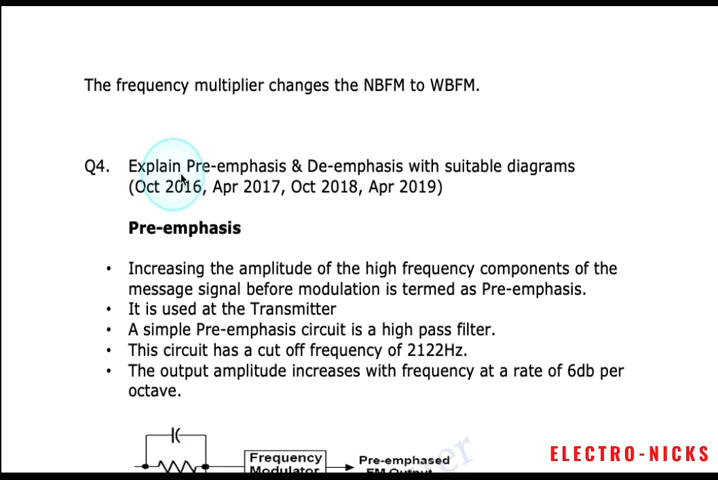 The frequency multiplier changes the NBFM to WBFM.
Q4. Explain Pre-emphasis & De-emphasis with suitable diagrams
(Oct 2016, Apr 2017, Oct 2018, Apr 2019)
Pre-emphasis
• Increasing the amplitude of the high frequency components of the
message signal before modulation is termed as Pre-emphasis.
• It is used at the Transmitter
• A simple Pre-emphasis circuit is a high pass filter.
• This circuit has a cut off frequency of 2122Hz.
• The output amplitude increases with frequency at a rate of 6db per
octave.
Frequency
Modulator
Pre-emphased
FM Output
ELECTRO-NICKS